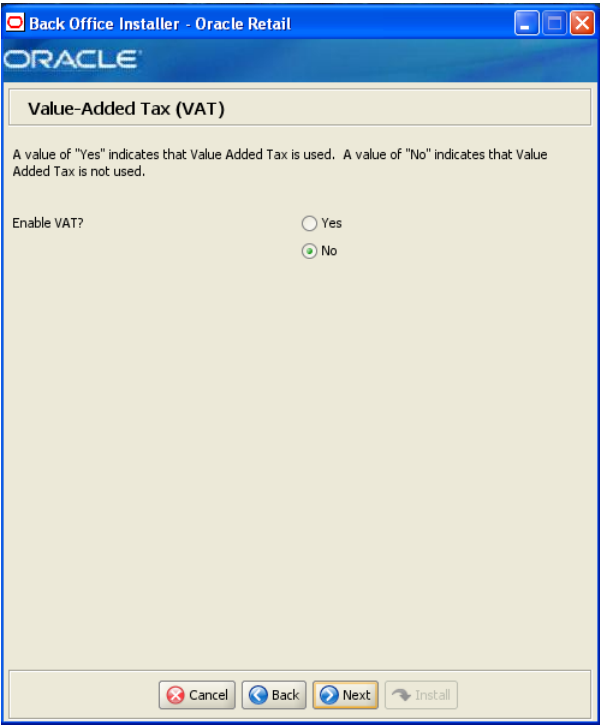 Back Office Installer - Oracle Retail
ORACLE
Value-Added Tax (VAT)
A value of "Yes" indicates that Value Added Tax is used.  A value of "No" indicates that Value
Added Tax is not used.
Enable VAT?
Yes
No
Cancel Back Next Install